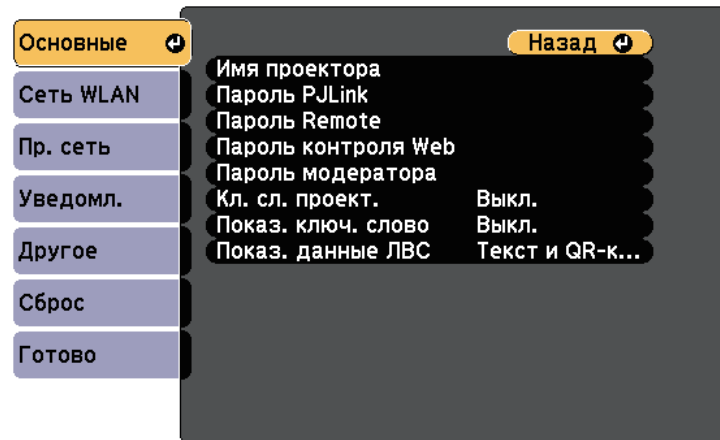 Основные
Сеть WLAN
Пр. сеть
Уведомл.
Другое
Сброс
Готово
Назад
Имя проектора
Пароль PJLink
Пароль Remote
Пароль контроля Web
Пароль модератора
Кл. сл. проект. Выкл.
Показ. ключ. слово Выкл.
Показ. данные ЛВС Текст и QR-к...